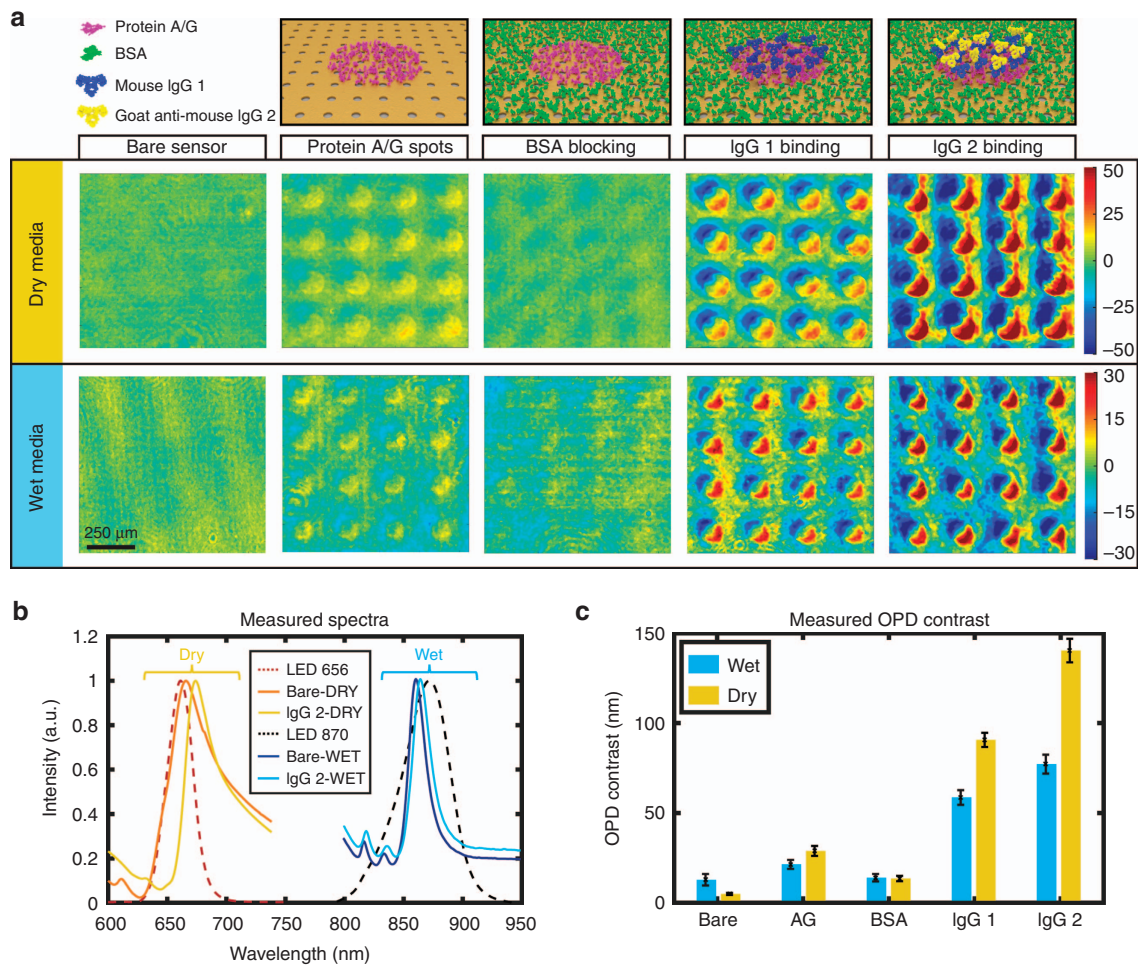 a
Protein A/G
BSA
Mouse IgG 1
Goat anti-mouse IgG 2
Bare sensor
Protein A/G spots
BSA blocking
IgG 1 binding
IgG 2 binding
Dry media
50
25
0
−25
−50
Wet media
250 μm
30
15
0
−15
−30
b
Measured spectra
Dry
Wet
LED 656
Bare-DRY
IgG 2-DRY
LED 870
Bare-WET
IgG 2-WET
Intensity (a.u.)
1.2
1
0.8
0.6
0.4
0.2
0
600 650 700 750 800 850 900 950
Wavelength (nm)
c
Measured OPD contrast
Wet
Dry
OPD contrast (nm)
150
100
50
0
Bare AG BSA IgG 1 IgG 2